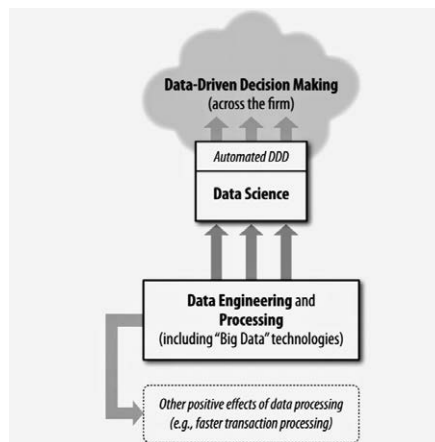 Data-Driven Decision Making
(across the firm)
Automated DDD
Data Science
Data Engineering and
Processing
(including “Big Data” technologies)
Other positive effects of data processing
(e.g., faster transaction processing)